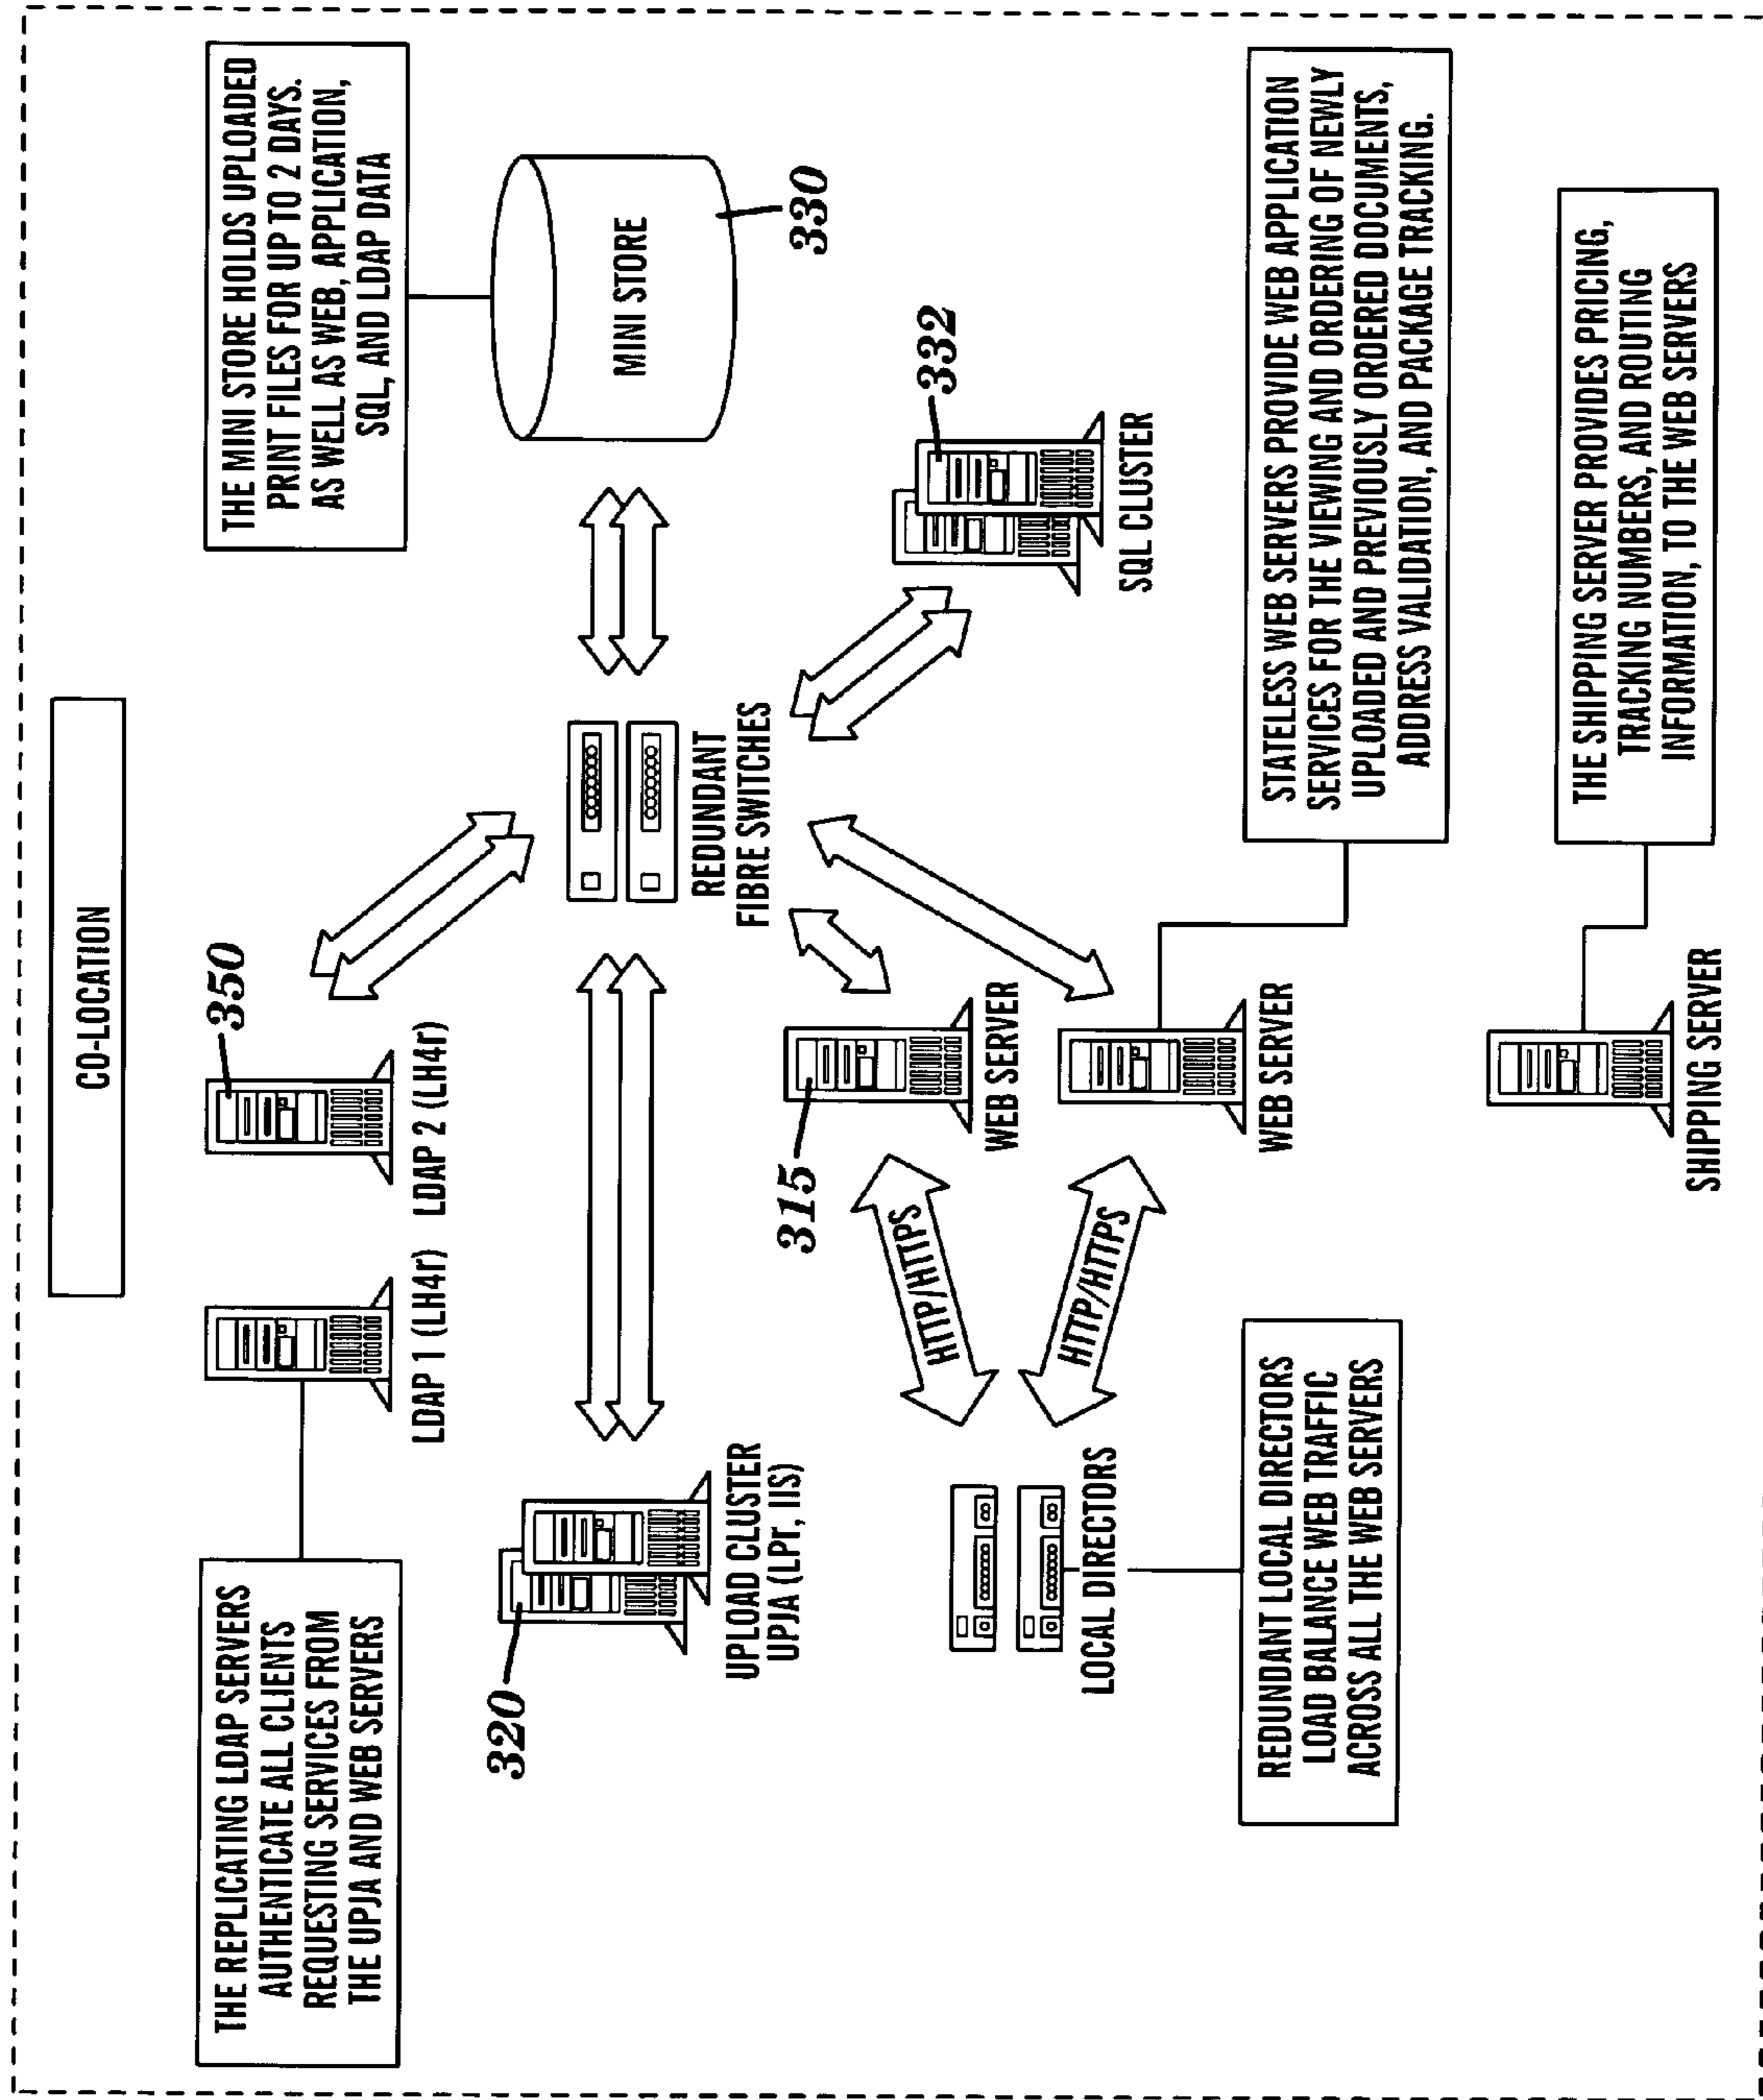 CO-LOCATION
THE REPLICATING LDAP SERVERS
AUTHENTICATE ALL CLIENTS
REQUESTING SERVICES FROM
THE UPJA AND WEB SERVERS
LDAP 1 (LH4r)
LDAP 2 (LH4r)
350
THE MINI STORE HOLDS UPLOADED
PRINT FILES FOR UP TO 2 DAYS.
AS WELL AS WEB, APPLICATION,
SQL, AND LDAP DATA
320
UPLOAD CLUSTER
UPJA (LPr, IIS)
REDUNDANT
FIBRE SWITCHES
MINI STORE
330
315
WEB SERVER
332
SQL CLUSTER
HTTP/HTTPS
HTTP/HTTPS
LOCAL DIRECTORS
WEB SERVER
REDUNDANT LOCAL DIRECTORS
LOAD BALANCE WEB TRAFFIC
ACROSS ALL THE WEB SERVERS
STATELESS WEB SERVERS PROVIDE WEB APPLICATION
SERVICES FOR THE VIEWING AND ORDERING OF NEWLY
UPLOADED AND PREVIOUSLY ORDERED DOCUMENTS,
ADDRESS VALIDATION, AND PACKAGE TRACKING.
SHIPPING SERVER
THE SHIPPING SERVER PROVIDES PRICING,
TRACKING NUMBERS, AND ROUTING
INFORMATION, TO THE WEB SERVERS